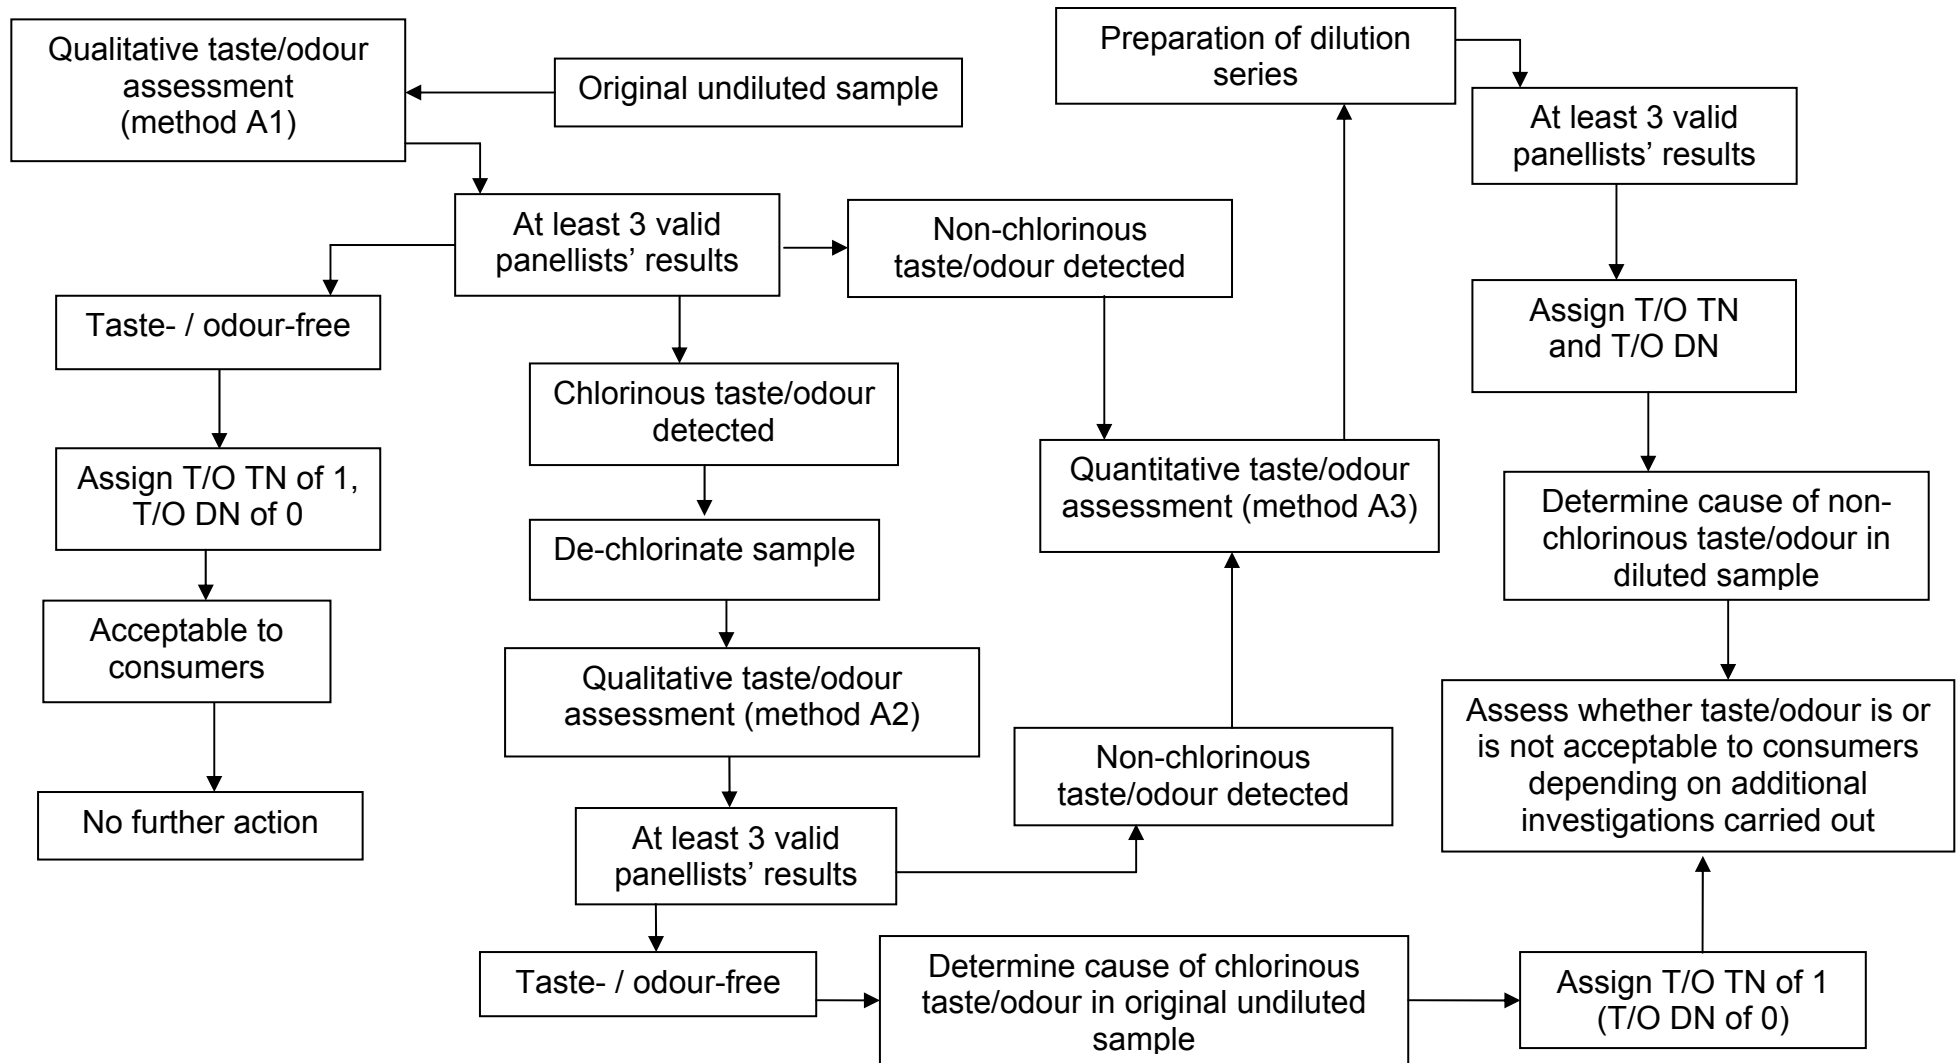 Qualitative taste/odour
assessment
(method A1)
Original undiluted sample
At least 3 valid
panellists’ results
Taste- / odour-free
Assign T/O TN of 1,
T/O DN of 0
Acceptable to
consumers
No further action
Chlorinous taste/odour
detected
De-chlorinate sample
Qualitative taste/odour
assessment (method A2)
At least 3 valid
panellists’ results
Taste- / odour-free
Determine cause of chlorinous
taste/odour in original undiluted
sample
Assign T/O TN of 1
(T/O DN of 0)
Non-chlorinous
taste/odour detected
Non-chlorinous
taste/odour detected
Quantitative taste/odour
assessment (method A3)
Preparation of dilution
series
At least 3 valid
panellists’ results
Assign T/O TN
and T/O DN
Determine cause of non-
chlorinous taste/odour in
diluted sample
Assess whether taste/odour is or
is not acceptable to consumers
depending on additional
investigations carried out